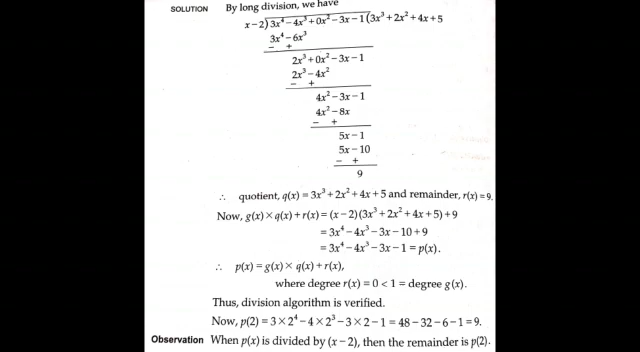 SOLUTION By long division, we have
x – 2) 3x⁴ – 4x³ + 0x² – 3x – 1 (3x³ + 2x² + 4x + 5
3x⁴ – 6x³
– +
2x³ + 0x² – 3x – 1
2x³ – 4x²
– +
4x² – 3x – 1
4x² – 8x
– +
5x – 1
5x – 10
– +
9
∴ quotient, q(x) = 3x³ + 2x² + 4x + 5 and remainder, r(x) = 9.
Now, g(x) × q(x) + r(x) = (x – 2)(3x³ + 2x² + 4x + 5) + 9
= 3x⁴ – 4x³ – 3x – 10 + 9
= 3x⁴ – 4x³ – 3x – 1 = p(x).
∴ p(x) = g(x) × q(x) + r(x),
where degree r(x) = 0 < 1 = degree g(x).
Thus, division algorithm is verified.
Now, p(2) = 3 × 2⁴ – 4 × 2³ – 3 × 2 – 1 = 48 – 32 – 6 – 1 = 9.
Observation When p(x) is divided by (x – 2), then the remainder is p(2).